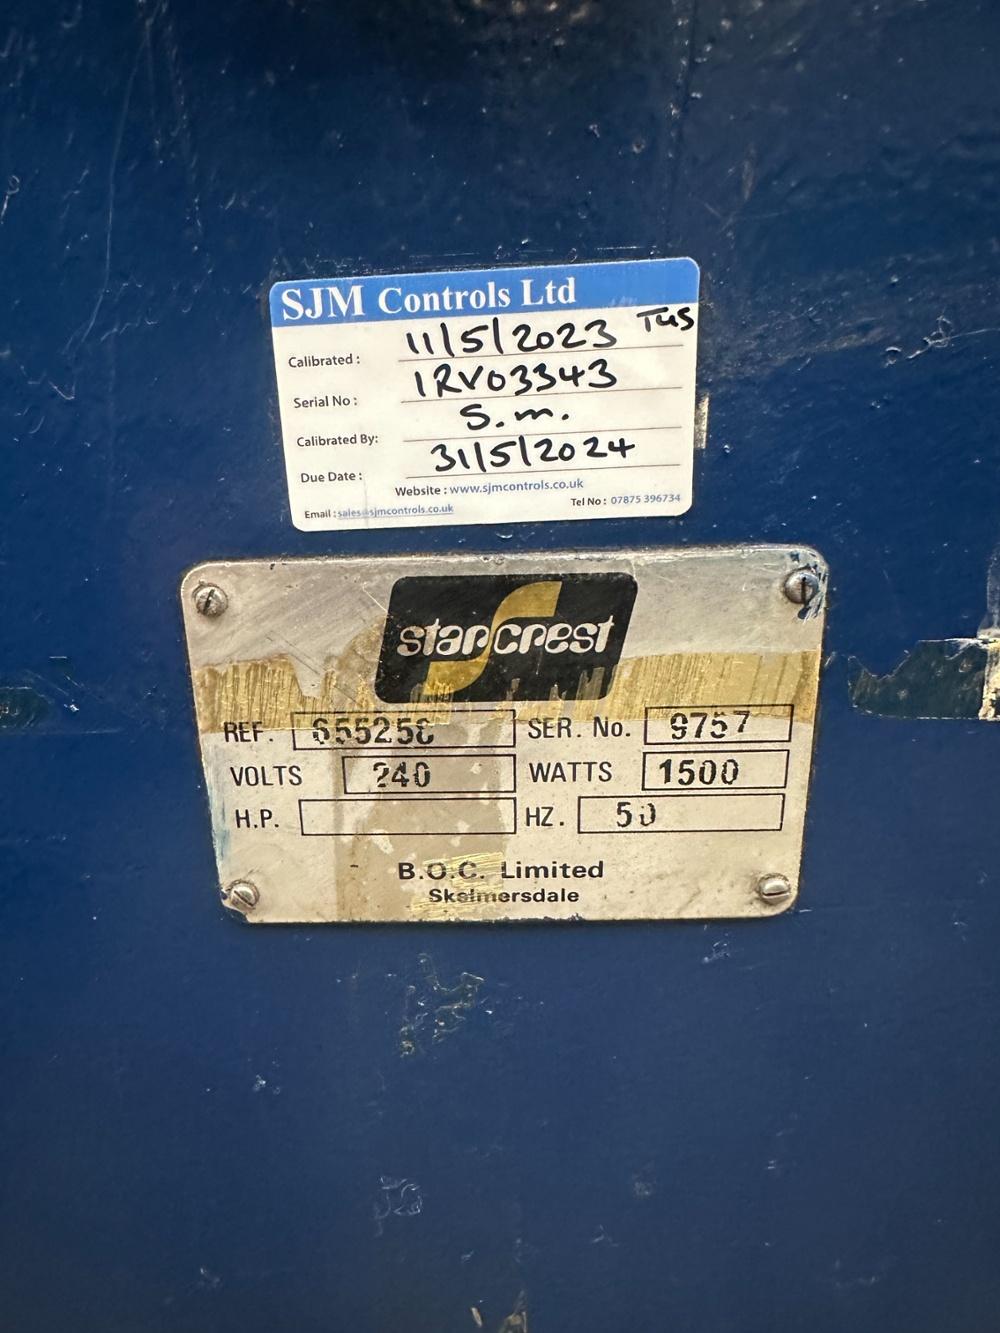 SJM Controls Ltd
Calibrated: 11/5/2023 TUS
Serial No: 1RV03343
Calibrated By: S.m.
Due Date: 31/5/2024
Website: www.sjmcontrols.co.uk
Email: sales@sjmcontrols.co.uk Tel No: 07875 396734
starcrest
REF. SER. No. 9757
VOLTS 240 WATTS 1500
H.P. HZ. 50
B.O.C. Limited
Skelmersdale